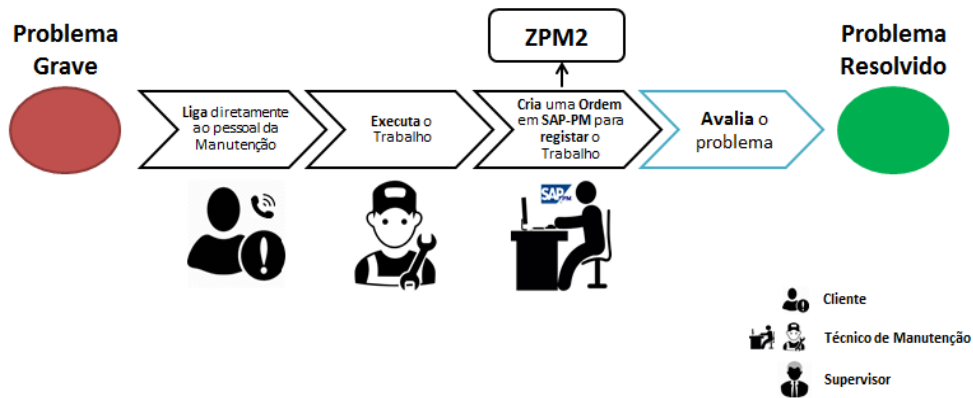 Problema
Grave
ZPM2
Problema
Resolvido
Liga diretamente
ao pessoal da
Manutenção
Executa o
Trabalho
Cria uma Ordem
em SAP-PM para
registar o
Trabalho
Avalia o
problema
SAP PM
Cliente
Técnico de Manutenção
Supervisor